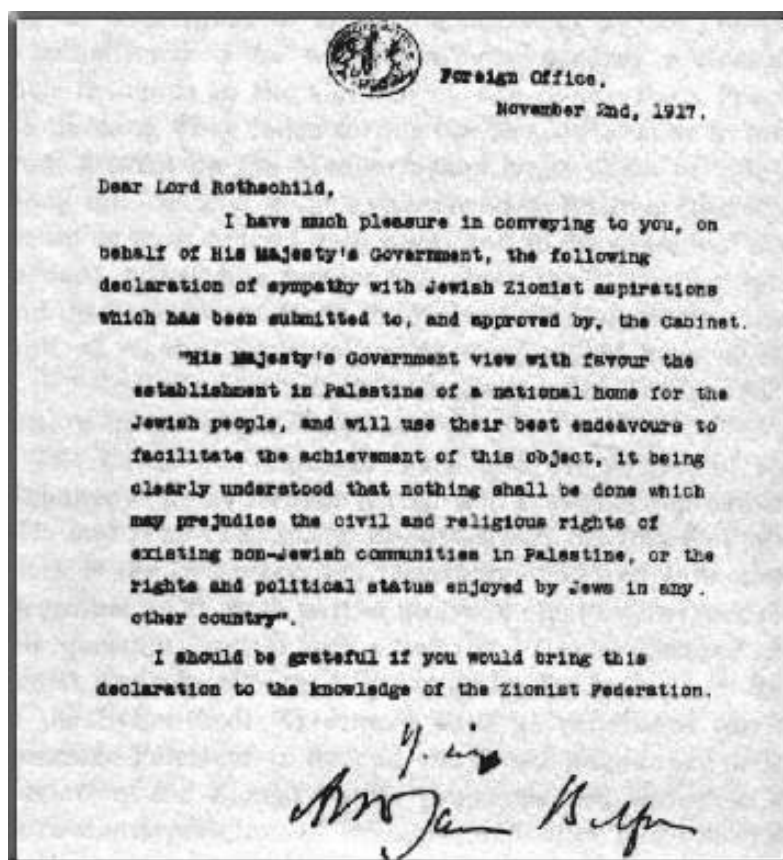 Foreign Office,
November 2nd, 1917.
Dear Lord Rothschild,
I have much pleasure in conveying to you, on
behalf of His Majesty's Government, the following
declaration of sympathy with Jewish Zionist aspirations
which has been submitted to, and approved by, the Cabinet.
"His Majesty's Government view with favour the
establishment in Palestine of a national home for the
Jewish people, and will use their best endeavours to
facilitate the achievement of this object, it being
clearly understood that nothing shall be done which
may prejudice the civil and religious rights of
existing non-Jewish communities in Palestine, or the
rights and political status enjoyed by Jews in any.
other country".
I should be grateful if you would bring this
declaration to the knowledge of the Zionist Federation.